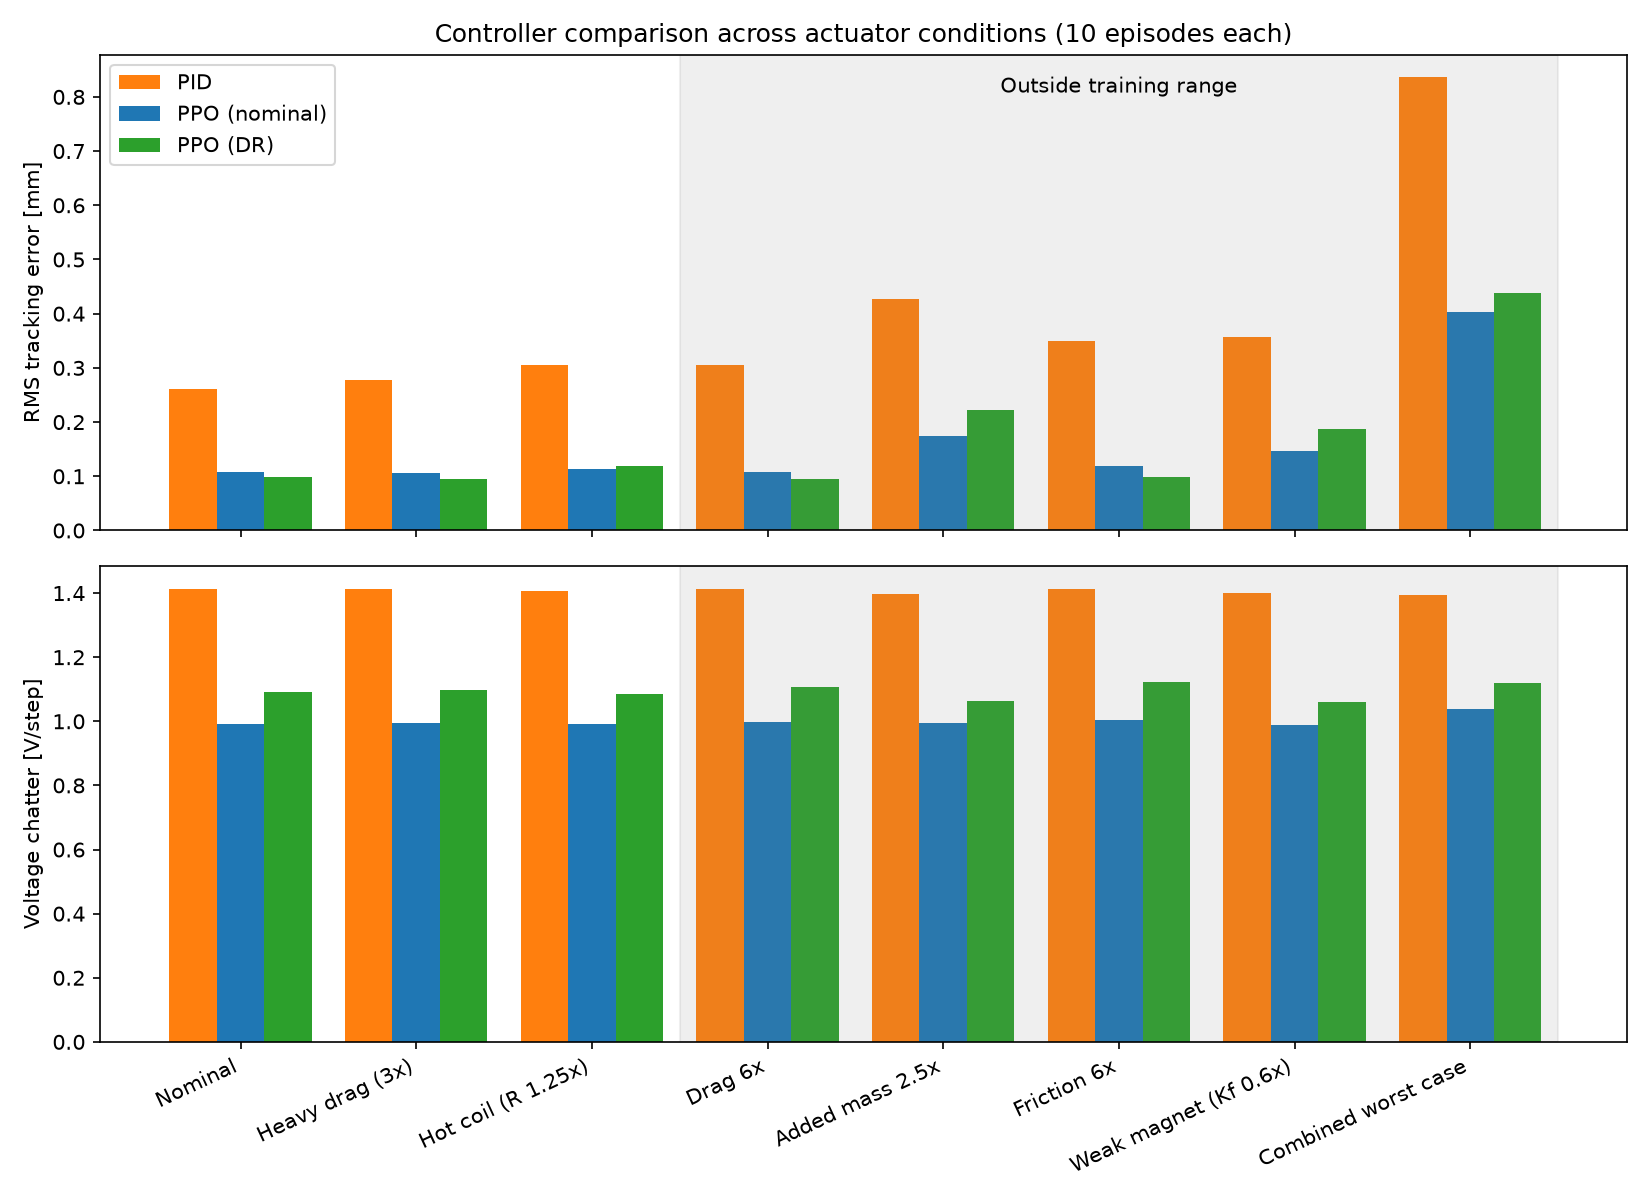 Controller comparison across actuator conditions (10 episodes each)
PID
PPO (nominal)
PPO (DR)
Outside training range
RMS tracking error [mm]
0.8
0.7
0.6
0.5
0.4
0.3
0.2
0.1
0.0
Voltage chatter [V/step]
1.4
1.2
1.0
0.8
0.6
0.4
0.2
0.0
Nominal
Heavy drag (3x)
Hot coil (R 1.25x)
Drag 6x
Added mass 2.5x
Friction 6x
Weak magnet (Kf 0.6x)
Combined worst case